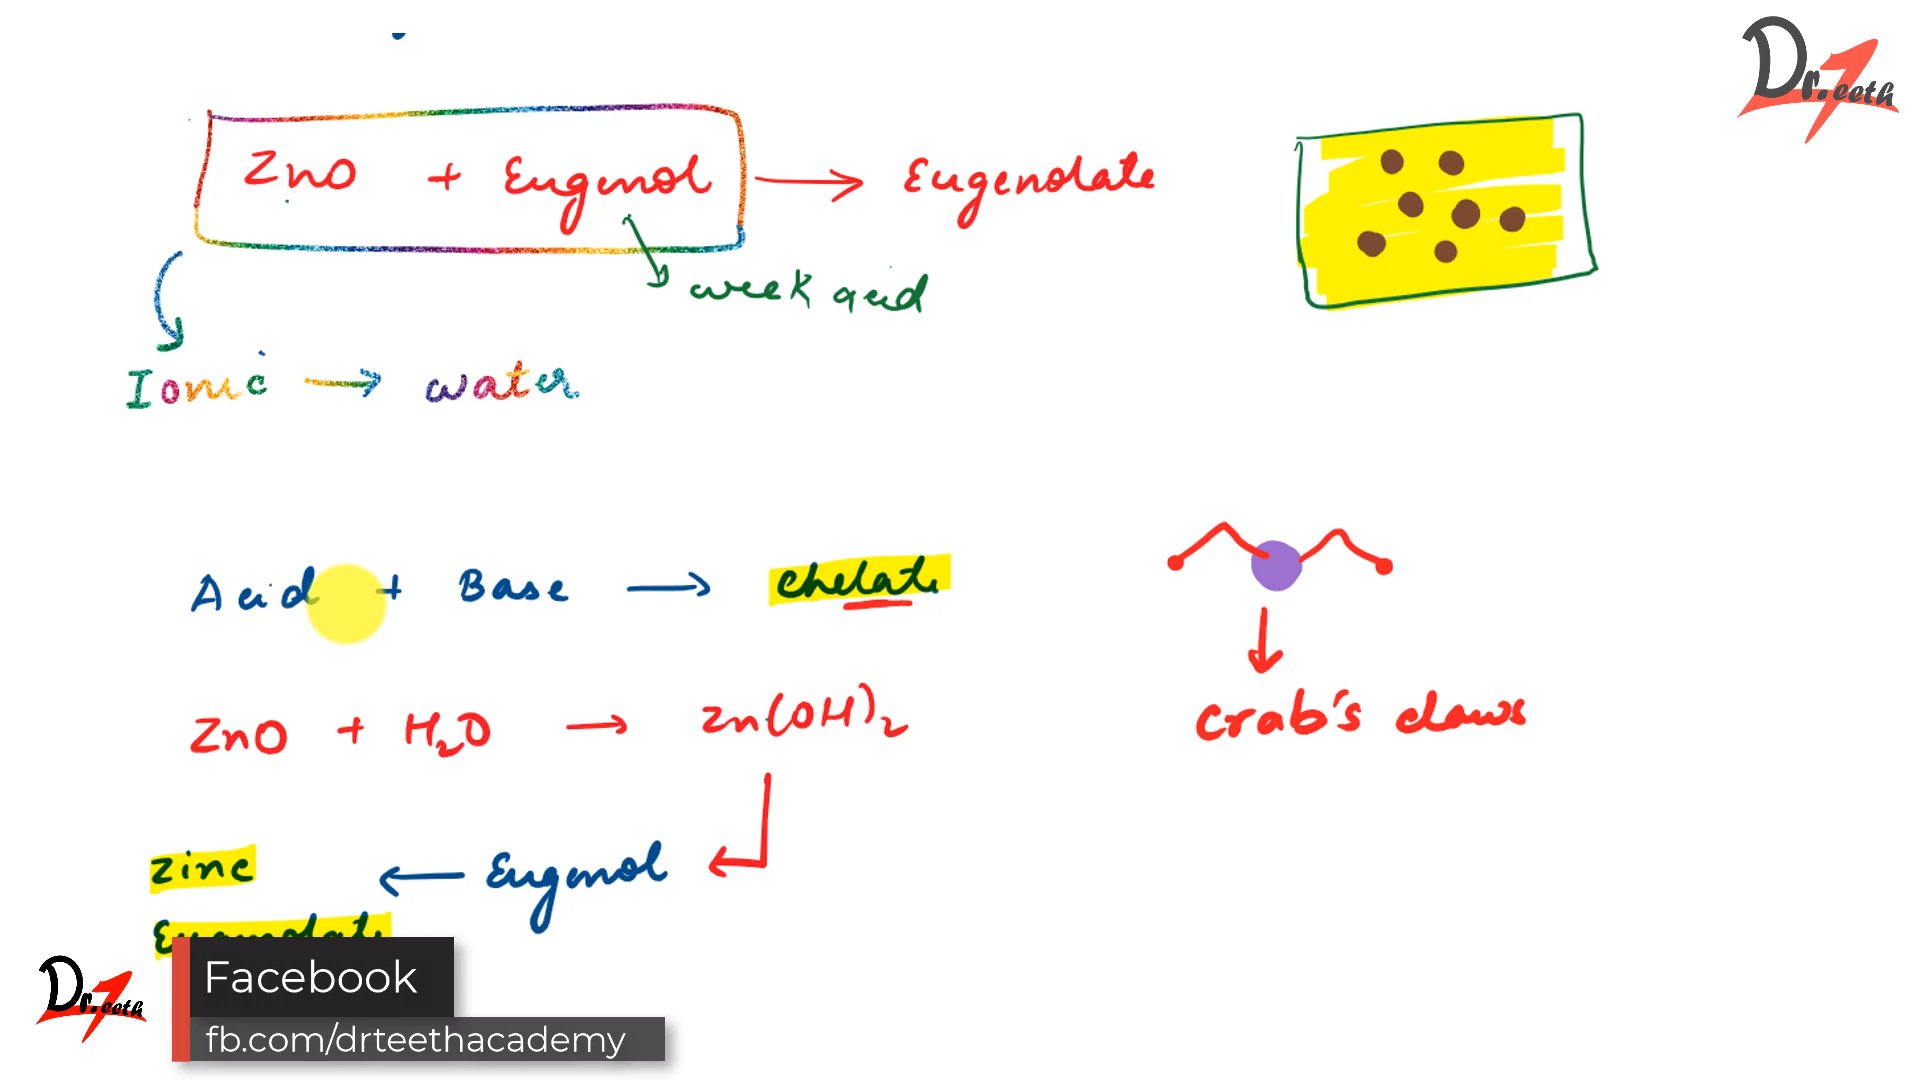 Dr. Teeth
ZnO + Eugenol → Eugenolate
week acid
Ionic → water
Acid + Base → chelate
ZnO + H₂O → Zn(OH)₂
crab's claws
zinc ← Eugenol
Eugenolate
Dr. Teeth
Facebook
fb.com/drteethacademy